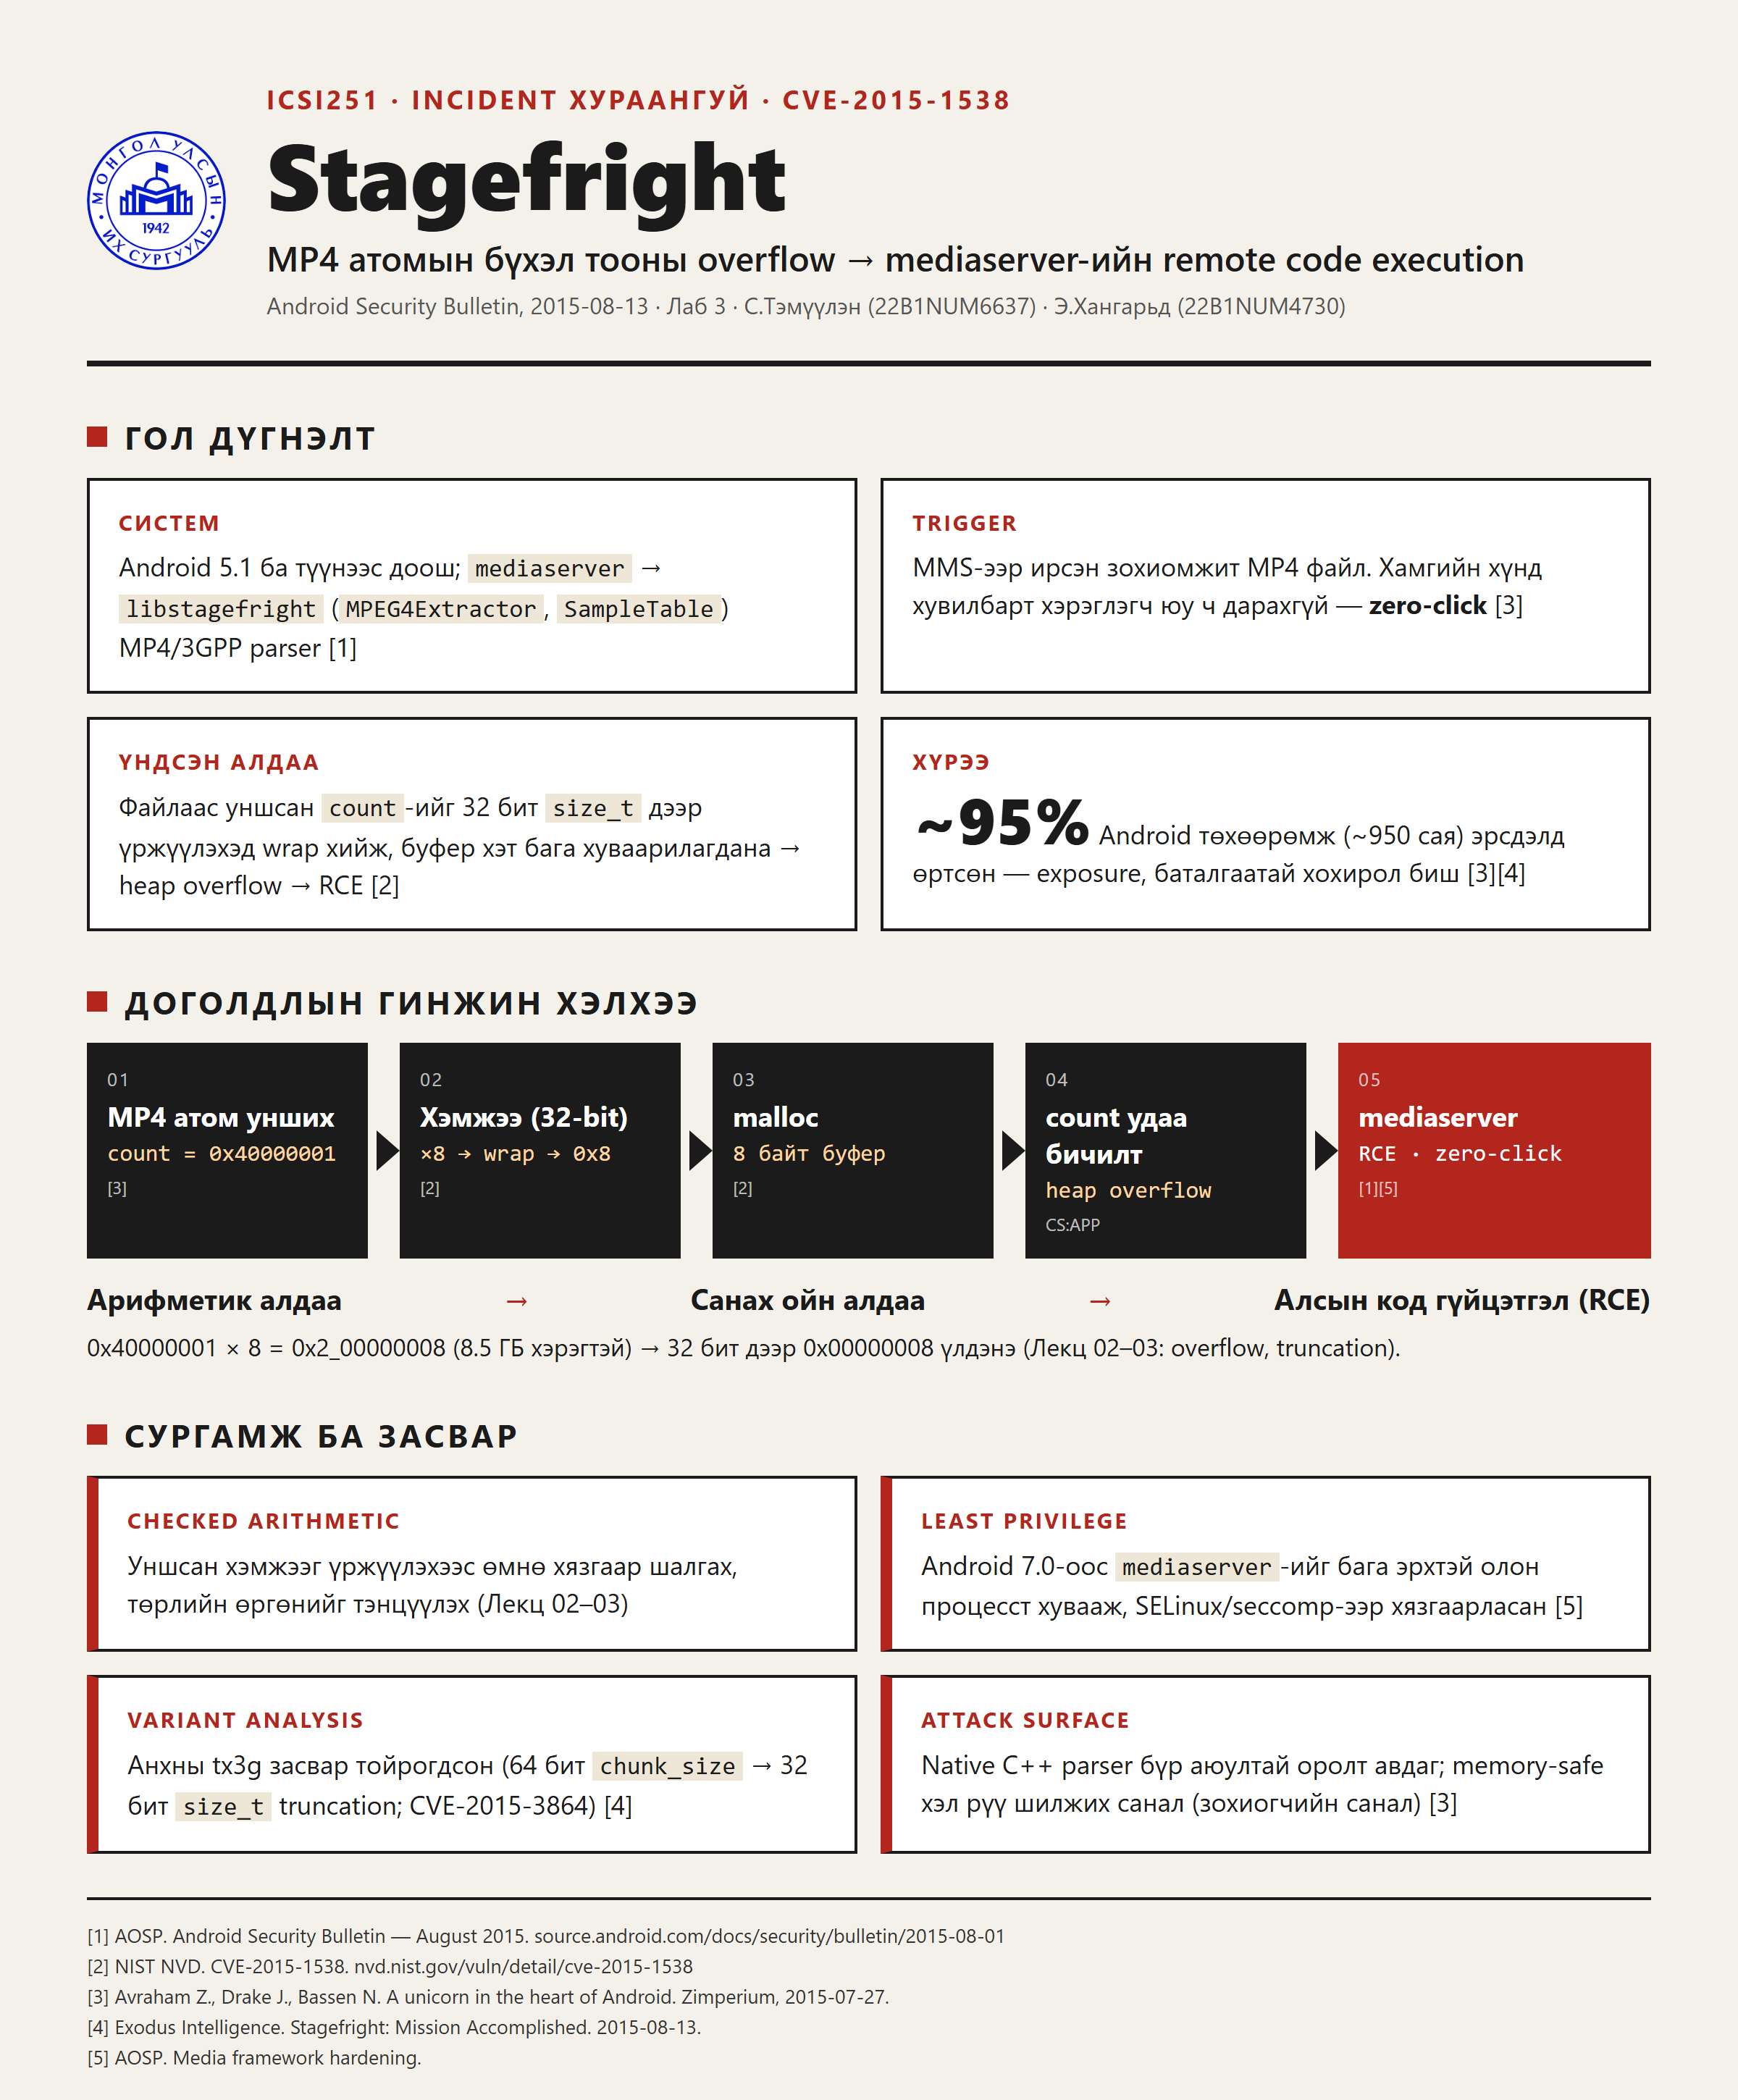 ICSI251 · INCIDENT ХУРААНГУЙ · CVE-2015-1538
МОНГОЛ УЛСЫН
1942
ИХ СУРГУУЛЬ
Stagefright
MP4 атомын бүхэл тооны overflow → mediaserver-ийн remote code execution
Android Security Bulletin, 2015-08-13 · Лаб 3 · С.Тэмүүлэн (22B1NUM6637) · Э.Хангарьд (22B1NUM4730)
ГОЛ ДҮГНЭЛТ
СИСТЕМ
Android 5.1 ба түүнээс доош; mediaserver →
libstagefright (MPEG4Extractor, SampleTable)
MP4/3GPP parser [1]
TRIGGER
MMS-ээр ирсэн зохиомжит MP4 файл. Хамгийн хүнд
хувилбарт хэрэглэгч юу ч дарахгүй — zero-click [3]
ҮНДСЭН АЛДАА
Файлаас уншсан count-ийг 32 бит size_t дээр
үржүүлэхэд wrap хийж, буфер хэт бага хуваарилагдана →
heap overflow → RCE [2]
ХҮРЭЭ
~95% Android төхөөрөмж (~950 сая) эрсдэлд
өртсөн — exposure, баталгаатай хохирол биш [3][4]
ДОГОЛДЛЫН ГИНЖИН ХЭЛХЭЭ
01
MP4 атом унших
count = 0x40000001
[3]
02
Хэмжээ (32-bit)
×8 → wrap → 0x8
[2]
03
malloc
8 байт буфер
[2]
04
count удаа
бичилт
heap overflow
CS:APP
05
mediaserver
RCE · zero-click
[1][5]
Арифметик алдаа → Санах ойн алдаа → Алсын код гүйцэтгэл (RCE)
0x40000001 × 8 = 0x2_00000008 (8.5 ГБ хэрэгтэй) → 32 бит дээр 0x00000008 үлдэнэ (Лекц 02–03: overflow, truncation).
СУРГАМЖ БА ЗАСВАР
CHECKED ARITHMETIC
Уншсан хэмжээг үржүүлэхээс өмнө хязгаар шалгах,
төрлийн өргөнийг тэнцүүлэх (Лекц 02–03)
LEAST PRIVILEGE
Android 7.0-оос mediaserver-ийг бага эрхтэй олон
процесст хувааж, SELinux/seccomp-ээр хязгаарласан [5]
VARIANT ANALYSIS
Анхны tx3g засвар тойрогдсон (64 бит chunk_size → 32
бит size_t truncation; CVE-2015-3864) [4]
ATTACK SURFACE
Native C++ parser бүр аюултай оролт авдаг; memory-safe
хэл рүү шилжих санал (зохиогчийн санал) [3]
[1] AOSP. Android Security Bulletin — August 2015. source.android.com/docs/security/bulletin/2015-08-01
[2] NIST NVD. CVE-2015-1538. nvd.nist.gov/vuln/detail/cve-2015-1538
[3] Avraham Z., Drake J., Bassen N. A unicorn in the heart of Android. Zimperium, 2015-07-27.
[4] Exodus Intelligence. Stagefright: Mission Accomplished. 2015-08-13.
[5] AOSP. Media framework hardening.